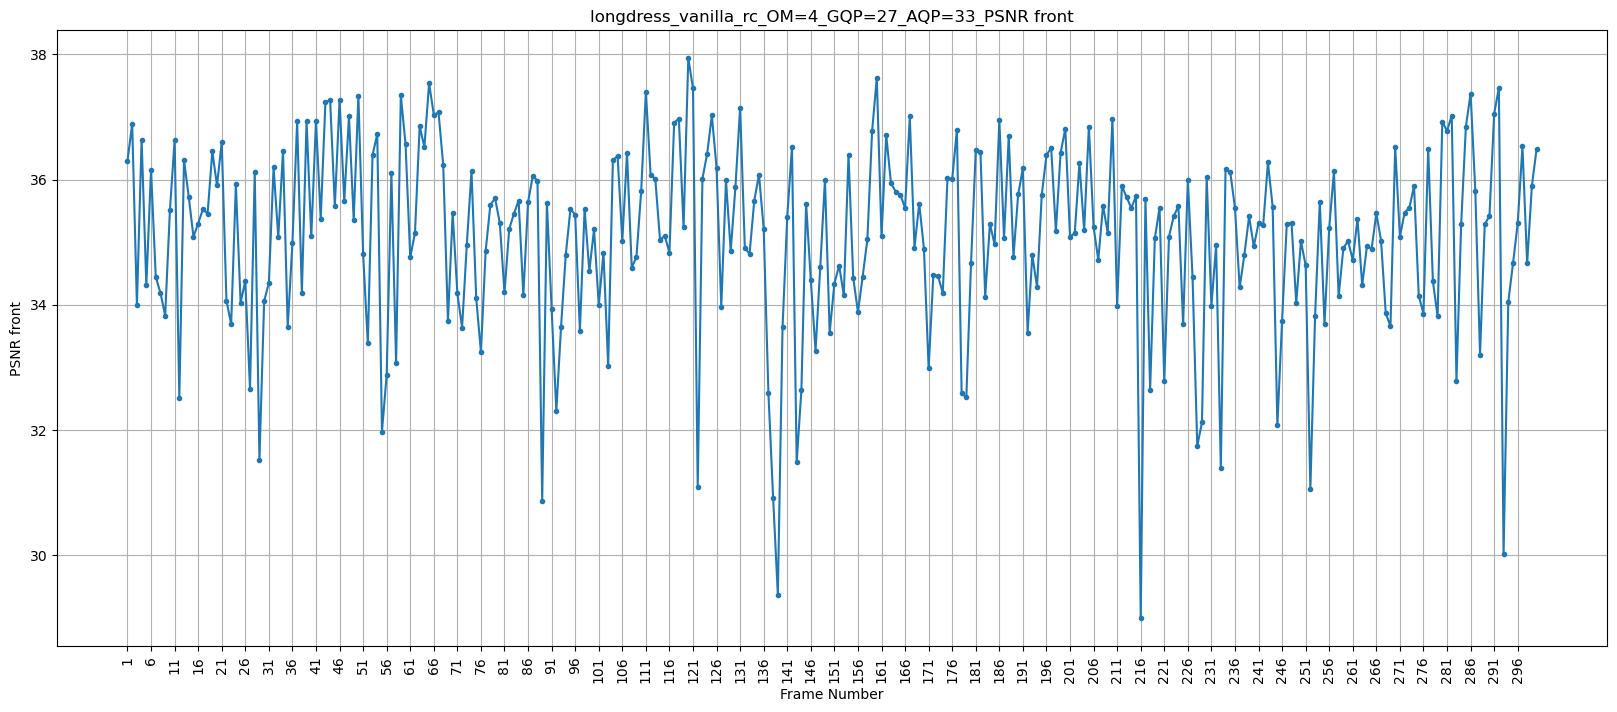 longdress_vanilla_rc_OM=4_GQP=27_AQP=33_PSNR front
38
36
34
32
30
PSNR front
1 6 11 16 21 26 31 36 41 46 51 56 61 66 71 76 81 86 91 96 101 106 111 116 121 126 131 136 141 146 151 156 161 166 171 176 181 186 191 196 201 206 211 216 221 226 231 236 241 246 251 256 261 266 271 276 281 286 291 296
Frame Number